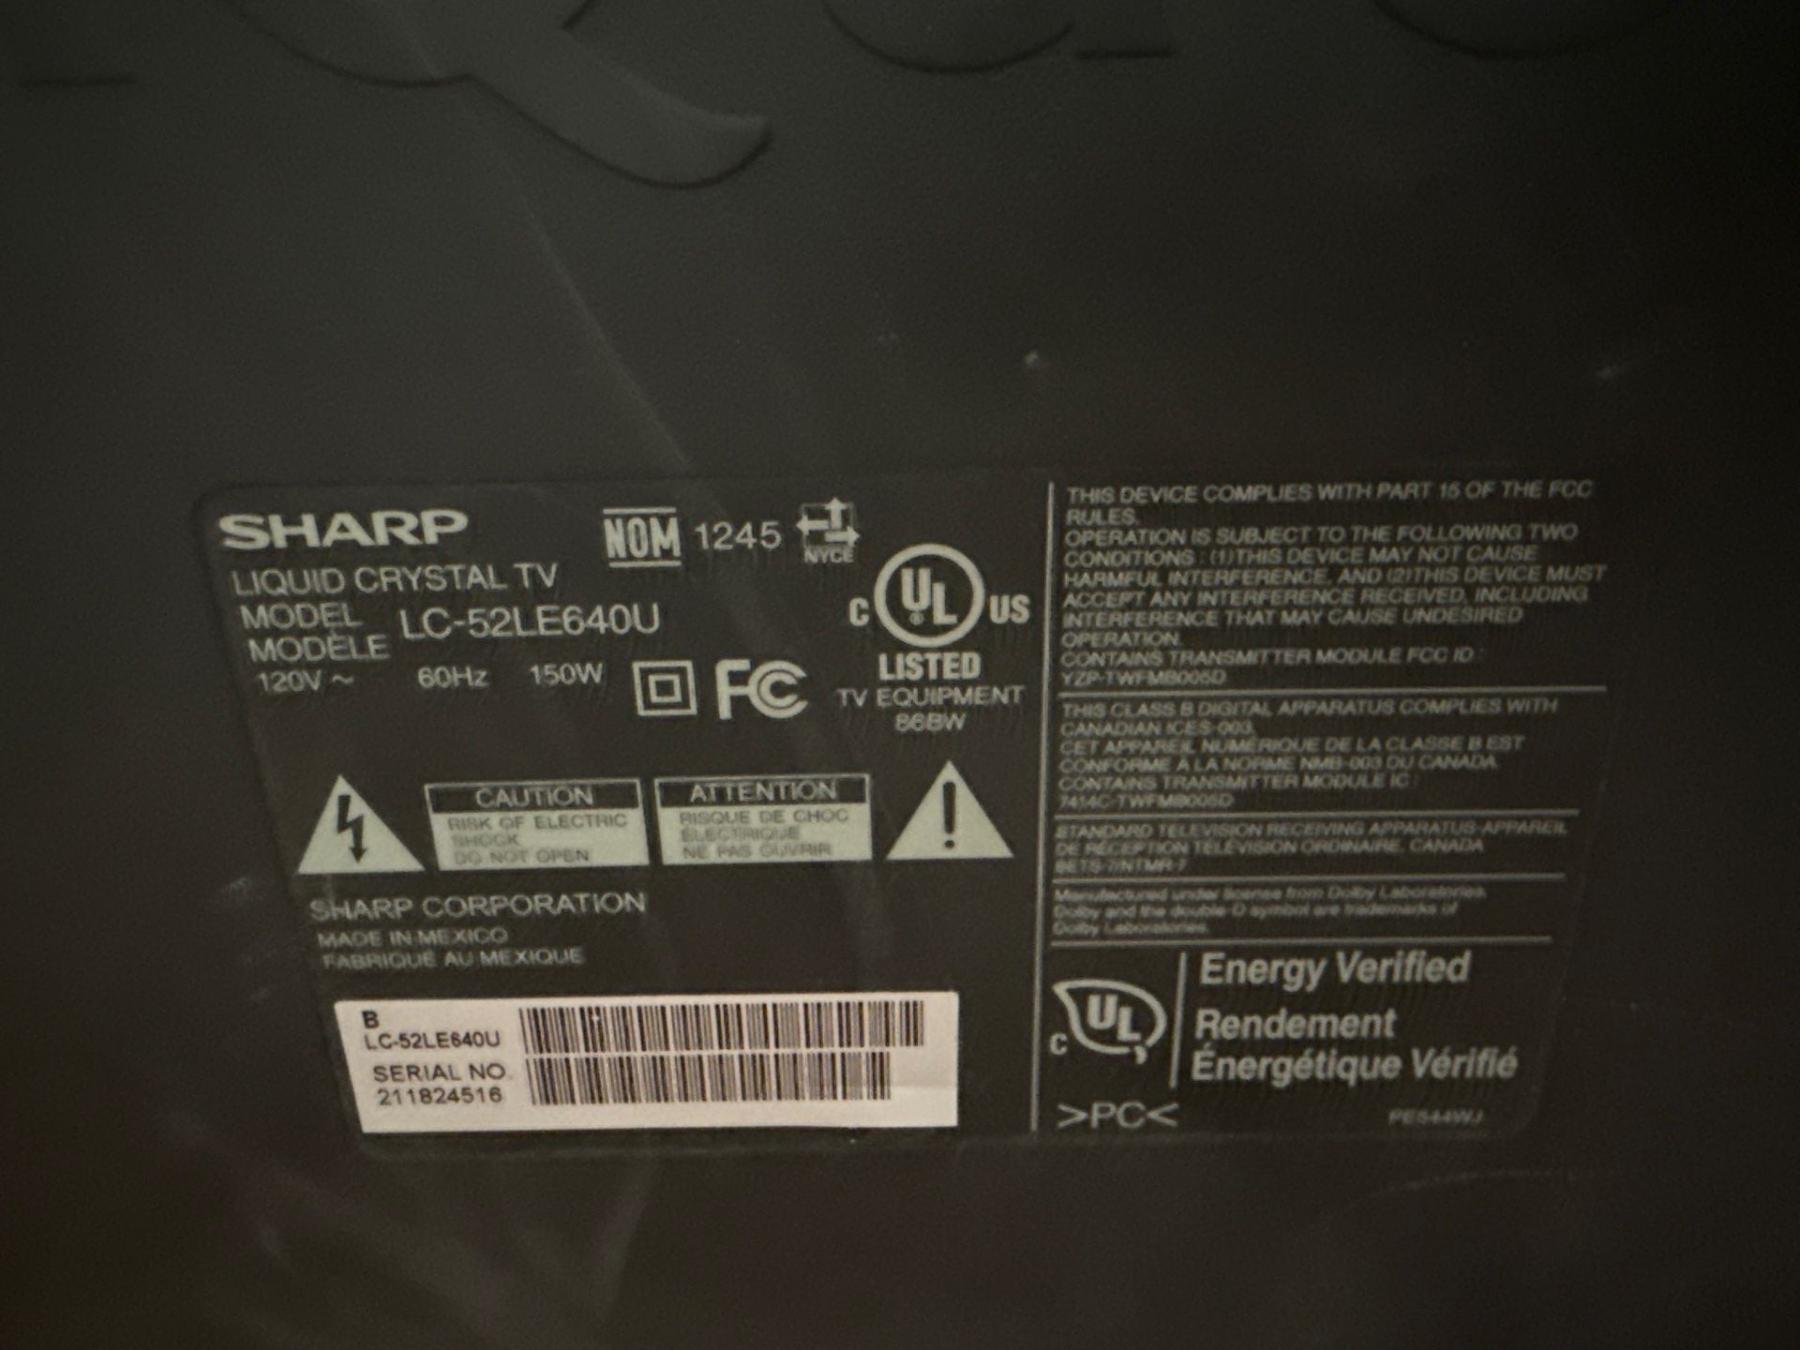 SHARP
NOM 1245 NYCE
LIQUID CRYSTAL TV
MODEL
MODÈLE
LC-52LE640U
120V ~ 60Hz 150W
FC
C UL US
LISTED
TV EQUIPMENT
86BW
CAUTION
RISK OF ELECTRIC
SHOCK
DO NOT OPEN
ATTENTION
RISQUE DE CHOC
ÉLECTRIQUE
NE PAS OUVRIR
SHARP CORPORATION
MADE IN MEXICO
FABRIQUÉ AU MEXIQUE
B
LC-52LE640U
SERIAL NO.
211824516
THIS DEVICE COMPLIES WITH PART 15 OF THE FCC
RULES.
OPERATION IS SUBJECT TO THE FOLLOWING TWO
CONDITIONS : (1)THIS DEVICE MAY NOT CAUSE
HARMFUL INTERFERENCE, AND (2)THIS DEVICE MUST
ACCEPT ANY INTERFERENCE RECEIVED, INCLUDING
INTERFERENCE THAT MAY CAUSE UNDESIRED
OPERATION.
CONTAINS TRANSMITTER MODULE FCC ID :
YZP-TWFMB005D
THIS CLASS B DIGITAL APPARATUS COMPLIES WITH
CANADIAN ICES-003.
CET APPAREIL NUMÉRIQUE DE LA CLASSE B EST
CONFORME À LA NORME NMB-003 DU CANADA.
CONTAINS TRANSMITTER MODULE IC :
7414C-TWFMB005D
STANDARD TELEVISION RECEIVING APPARATUS-APPAREIL
DE RÉCEPTION TÉLÉVISION ORDINAIRE, CANADA
BETS-7/NTMR-7
Manufactured under license from Dolby Laboratories.
Dolby and the double-D symbol are trademarks of
Dolby Laboratories.
C UL
Energy Verified
Rendement
Énergétique Vérifié
>PC<